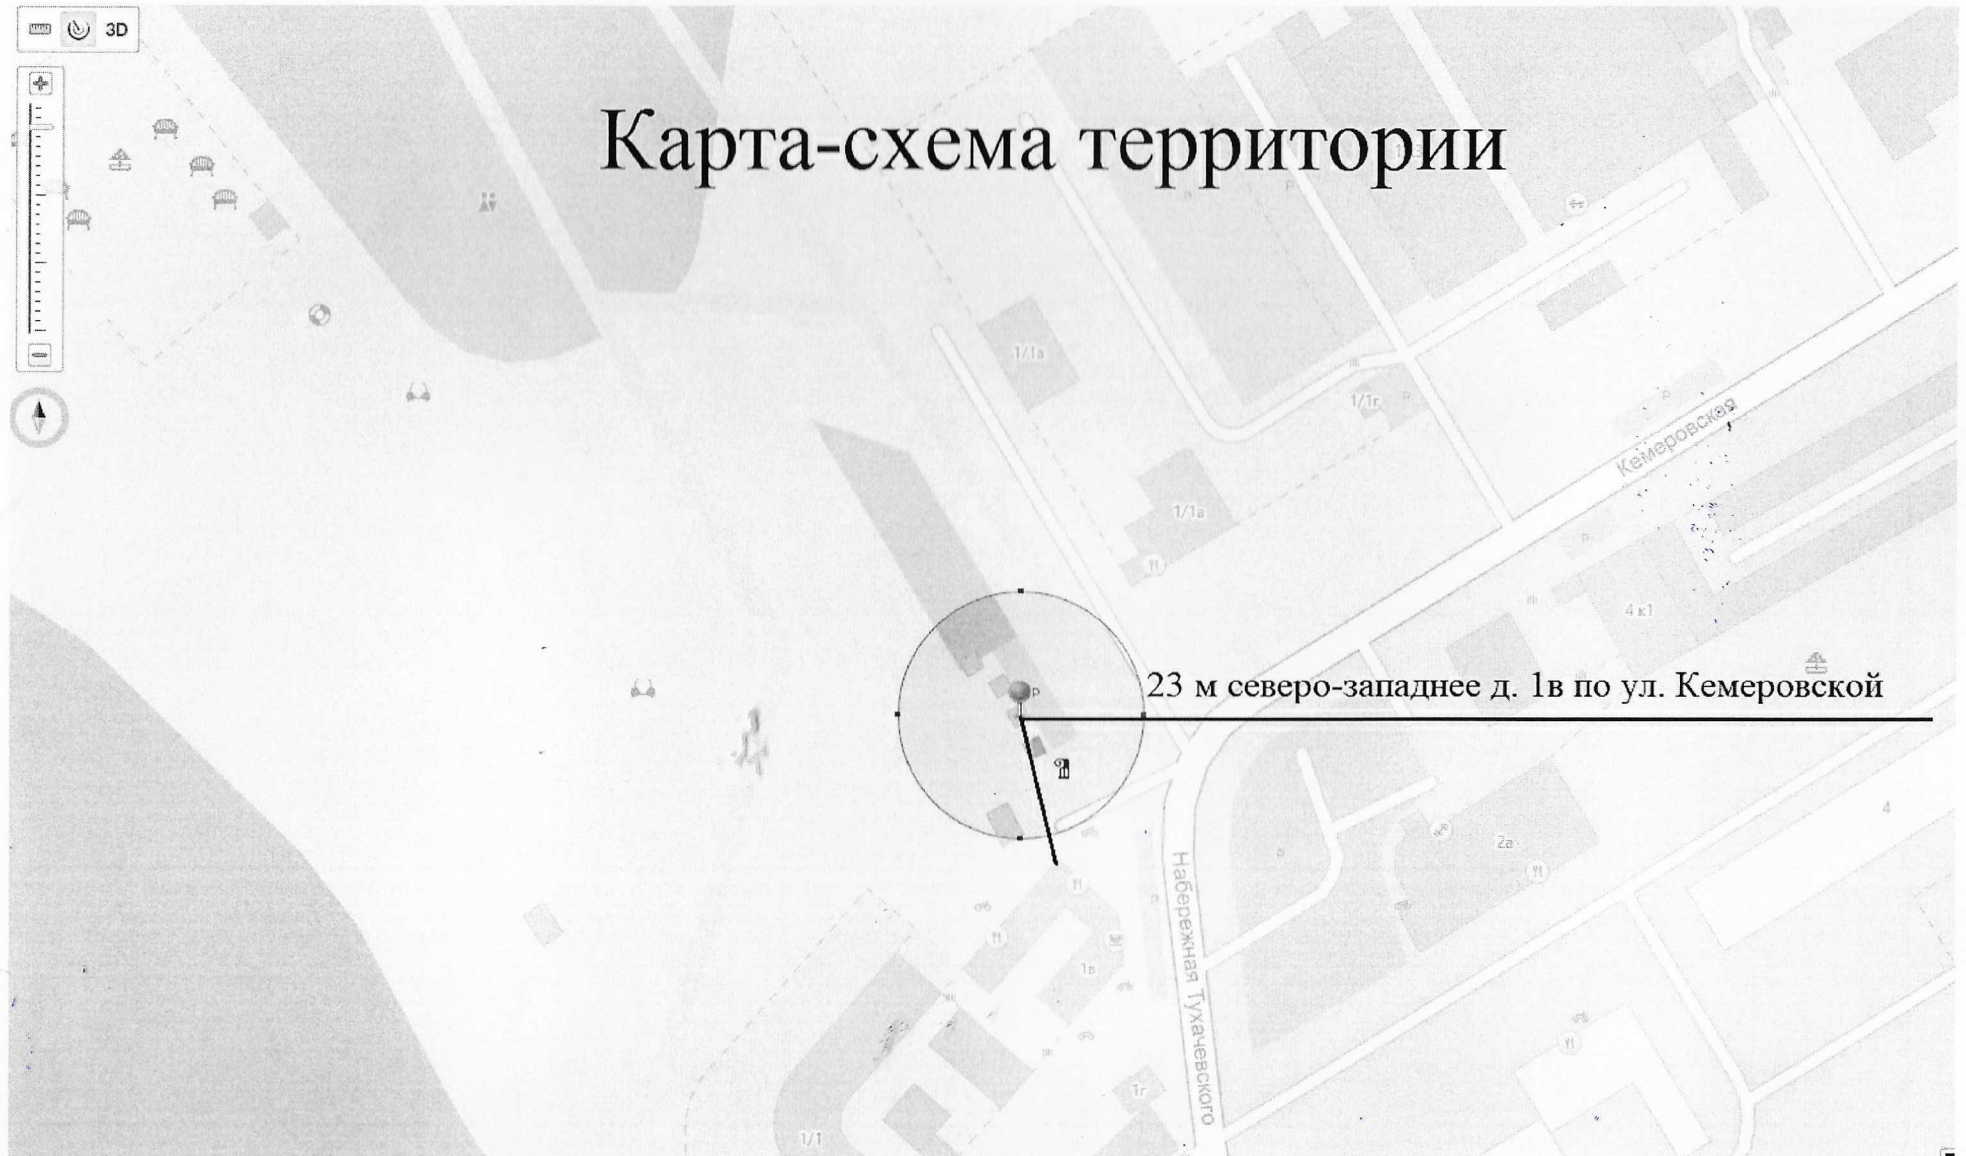 3D
Карта-схема территории
1/1а
1/1г
Р
Кемеровская
1/1в
Р
4 к1
23 м северо-западнее д. 1в по ул. Кемеровской
Р
4
2а
Р
Р
Набережная Тухачевского
1в
1г
1/1